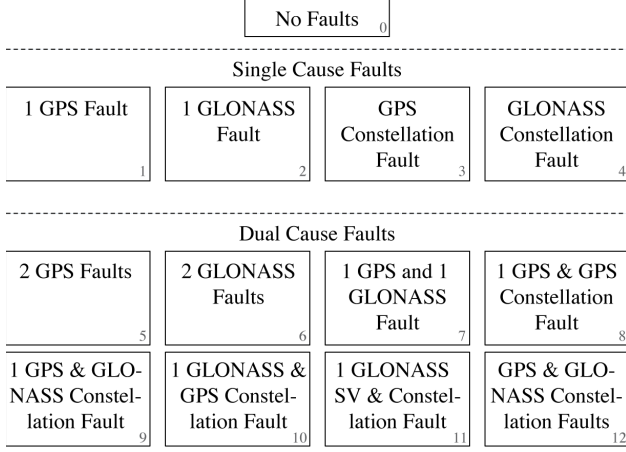 No Faults 0
Single Cause Faults
1 GPS Fault
1
1 GLONASS
Fault
2
GPS
Constellation
Fault
3
GLONASS
Constellation
Fault
4
Dual Cause Faults
2 GPS Faults
5
2 GLONASS
Faults
6
1 GPS and 1
GLONASS
Fault
7
1 GPS & GPS
Constellation
Fault
8
1 GPS & GLO-
NASS Constel-
lation Fault
9
1 GLONASS &
GPS Constel-
lation Fault
10
1 GLONASS
SV & Constel-
lation Fault
11
GPS & GLO-
NASS Constel-
lation Faults
12